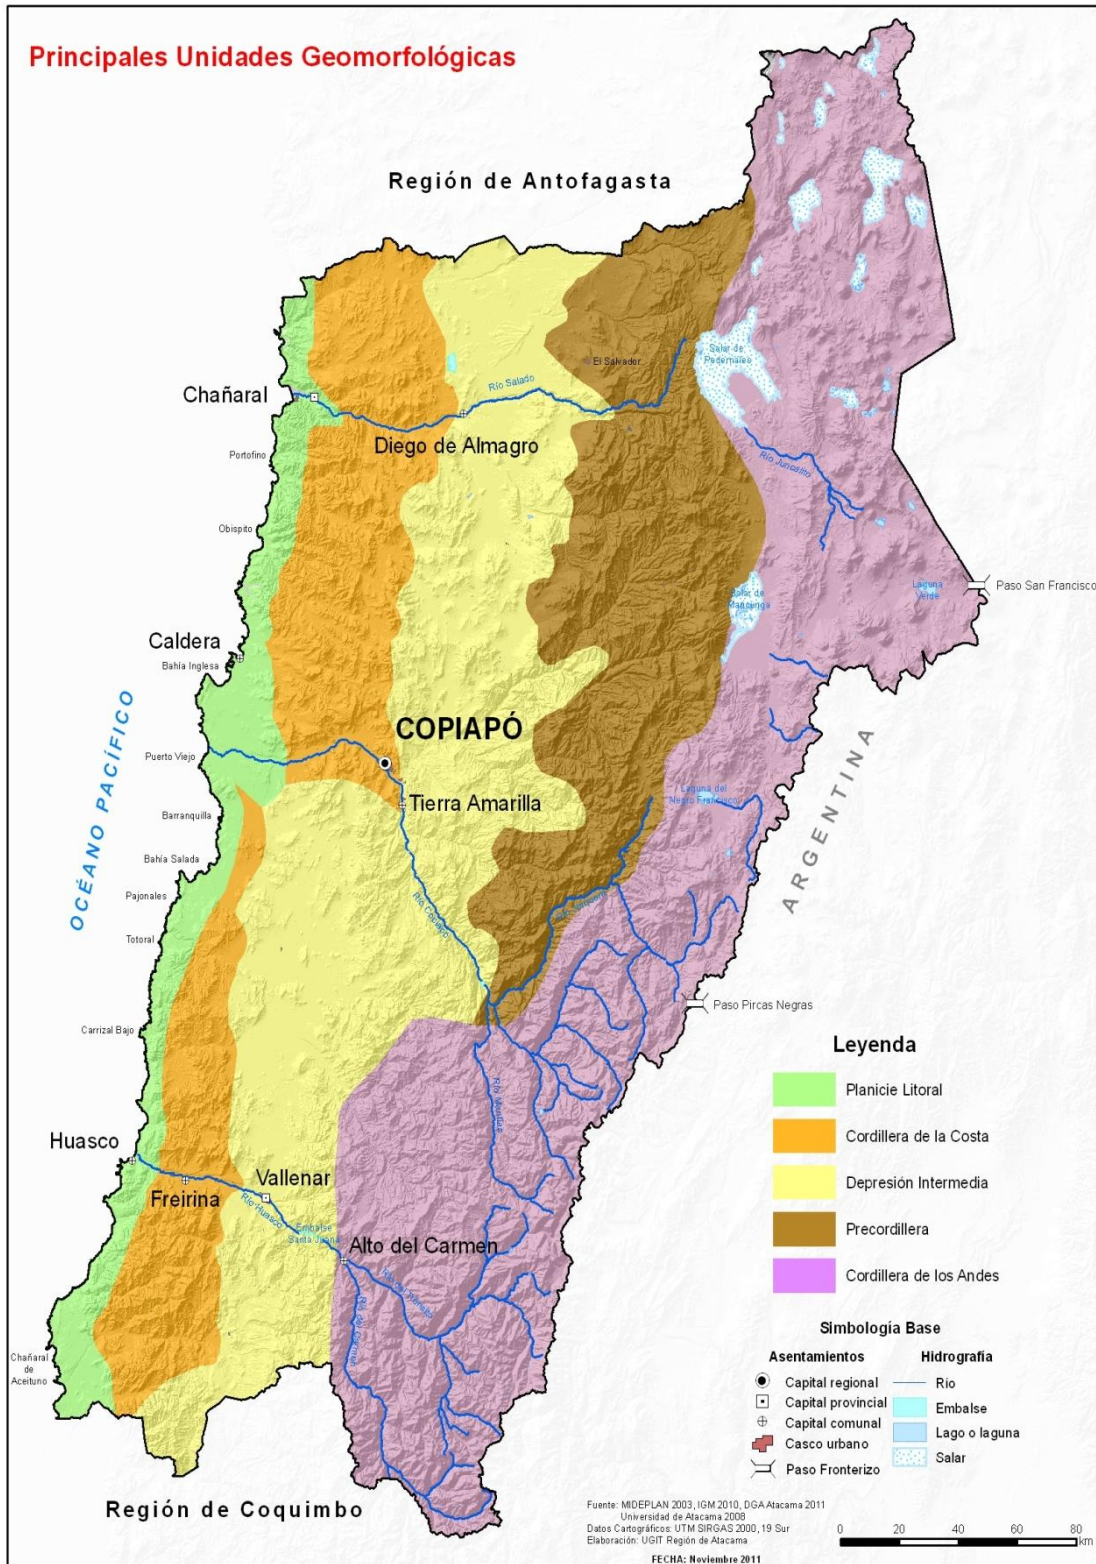 Principales Unidades Geomorfológicas
Región de Antofagasta
Salar de
Pedernales
El Salvador
Río Salado
Chañaral
Diego de Almagro
Portofino
Río Juncalito
Obispito
Laguna
Verde
Paso San Francisco
Salar de
Maricunga
Caldera
Bahía Inglesa
OCÉANO PACÍFICO
COPIAPÓ
Puerto Viejo
ARGENTINA
Laguna del
Negro Francisco
Tierra Amarilla
Barranquilla
Bahía Salada
Pajonales
Río Copiapó
Totoral
Paso Pircas Negras
Carrizal Bajo
Río Manflas
Huasco
Vallenar
Freirina
Río Huasco
Embalse
Santa Juana
Alto del Carmen
Río del Tránsito
Río del Carmen
Chañaral
de
Aceituno
Región de Coquimbo
Leyenda
Planicie Litoral
Cordillera de la Costa
Depresión Intermedia
Precordillera
Cordillera de los Andes
Simbología Base
Asentamientos
Capital regional
Capital provincial
Capital comunal
Casco urbano
Paso Fronterizo
Hidrografía
Río
Embalse
Lago o laguna
Salar
Fuente: MIDEPLAN 2003, IGM 2010, DGA Atacama 2011
Universidad de Atacama 2008
Datos Cartográficos: UTM SIRGAS 2000, 19 Sur
Elaboración: UGIT Región de Atacama
FECHA: Noviembre 2011
0 20 40 60 80
km